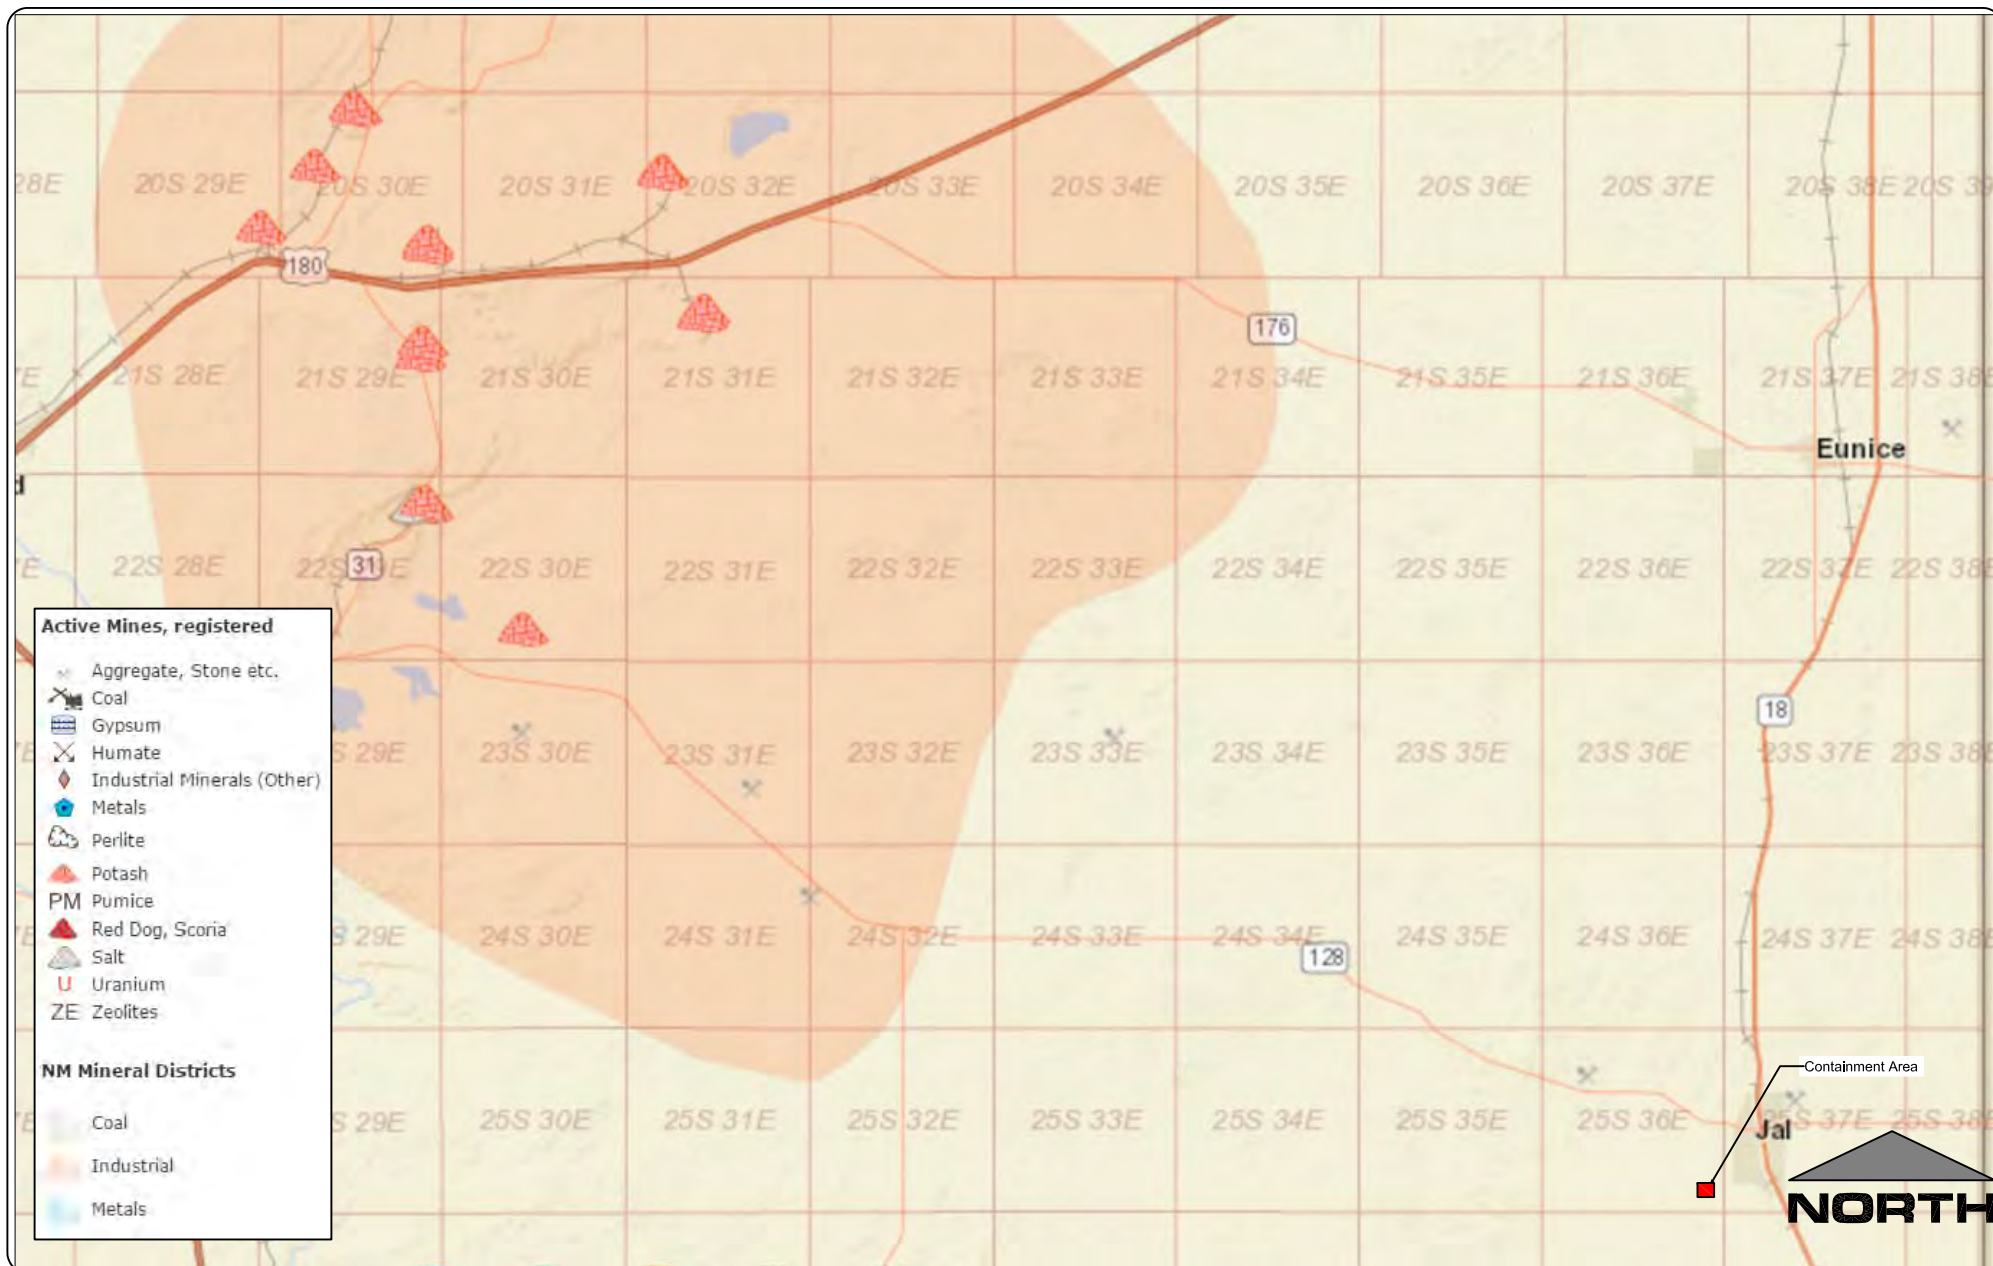 28E 20S 29E 20S 30E 20S 31E 20S 32E 20S 33E 20S 34E 20S 35E 20S 36E 20S 37E 20S 38E 20S 39
180
176
E 21S 28E 21S 29E 21S 30E 21S 31E 21S 32E 21S 33E 21S 34E 21S 35E 21S 36E 21S 37E 21S 38E
Eunice
d
E 22S 28E 22S 29E 22S 30E 22S 31E 22S 32E 22S 33E 22S 34E 22S 35E 22S 36E 22S 37E 22S 38E
31
18
S 29E 23S 30E 23S 31E 23S 32E 23S 33E 23S 34E 23S 35E 23S 36E 23S 37E 23S 38E
S 29E 24S 30E 24S 31E 24S 32E 24S 33E 24S 34E 24S 35E 24S 36E 24S 37E 24S 38E
128
Containment Area
S 29E 25S 30E 25S 31E 25S 32E 25S 33E 25S 34E 25S 35E 25S 36E 25S 37E 25S 38E
Jal
NORTH
Active Mines, registered
Aggregate, Stone etc.
Coal
Gypsum
Humate
Industrial Minerals (Other)
Metals
Perlite
Potash
PM Pumice
Red Dog, Scoria
Salt
U Uranium
ZE Zeolites
NM Mineral Districts
Coal
Industrial
Metals